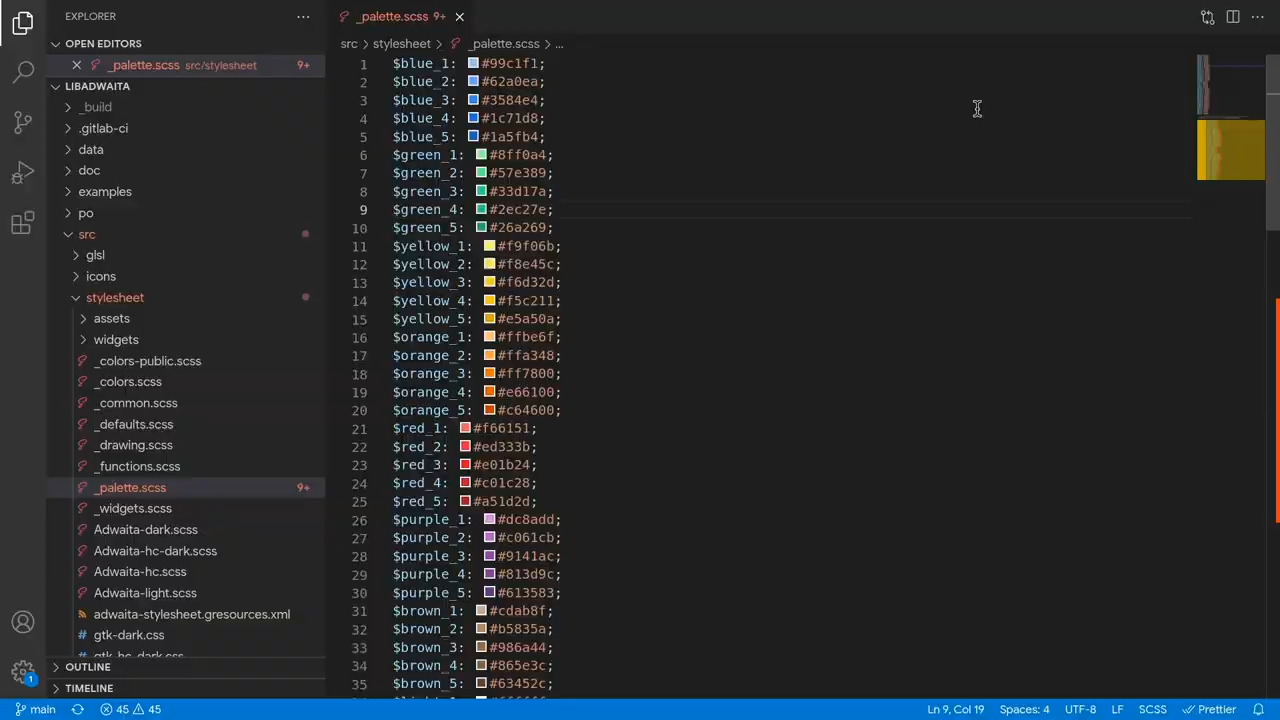 EXPLORER
OPEN EDITORS
_palette.scss src/stylesheet 9+
LIBADWAITA
_build
.gitlab-ci
data
doc
examples
po
src
glsl
icons
stylesheet
assets
widgets
_colors-public.scss
_colors.scss
_common.scss
_defaults.scss
_drawing.scss
_functions.scss
_palette.scss 9+
_widgets.scss
Adwaita-dark.scss
Adwaita-hc-dark.scss
Adwaita-hc.scss
Adwaita-light.scss
adwaita-stylesheet.gresources.xml
gtk-dark.css
gtk-hc-dark.css
OUTLINE
TIMELINE
_palette.scss 9+
src > stylesheet > _palette.scss > ...
1 $blue_1: #99c1f1;
2 $blue_2: #62a0ea;
3 $blue_3: #3584e4;
4 $blue_4: #1c71d8;
5 $blue_5: #1a5fb4;
6 $green_1: #8ff0a4;
7 $green_2: #57e389;
8 $green_3: #33d17a;
9 $green_4: #2ec27e;
10 $green_5: #26a269;
11 $yellow_1: #f9f06b;
12 $yellow_2: #f8e45c;
13 $yellow_3: #f6d32d;
14 $yellow_4: #f5c211;
15 $yellow_5: #e5a50a;
16 $orange_1: #ffbe6f;
17 $orange_2: #ffa348;
18 $orange_3: #ff7800;
19 $orange_4: #e66100;
20 $orange_5: #c64600;
21 $red_1: #f66151;
22 $red_2: #ed333b;
23 $red_3: #e01b24;
24 $red_4: #c01c28;
25 $red_5: #a51d2d;
26 $purple_1: #dc8add;
27 $purple_2: #c061cb;
28 $purple_3: #9141ac;
29 $purple_4: #813d9c;
30 $purple_5: #613583;
31 $brown_1: #cdab8f;
32 $brown_2: #b5835a;
33 $brown_3: #986a44;
34 $brown_4: #865e3c;
35 $brown_5: #63452c;
1
main 45 45 Ln 9, Col 19 Spaces: 4 UTF-8 LF SCSS Prettier